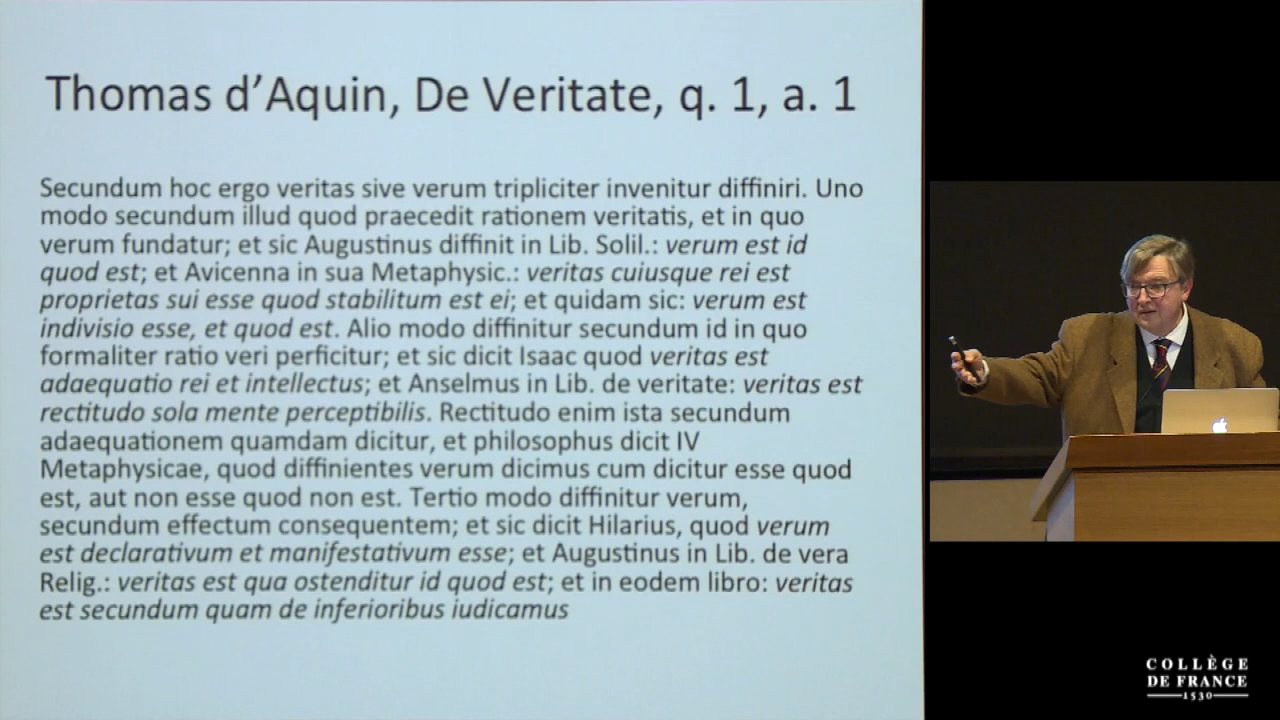 Thomas d'Aquin, De Veritate, q. 1, a. 1
Secundum hoc ergo veritas sive verum tripliciter invenitur diffiniri. Uno
modo secundum illud quod praecedit rationem veritatis, et in quo
verum fundatur; et sic Augustinus diffinit in Lib. Solil.: verum est id
quod est; et Avicenna in sua Metaphysic.: veritas cuiusque rei est
proprietas sui esse quod stabilitum est ei; et quidam sic: verum est
indivisio esse, et quod est. Alio modo diffinitur secundum id in quo
formaliter ratio veri perficitur; et sic dicit Isaac quod veritas est
adaequatio rei et intellectus; et Anselmus in Lib. de veritate: veritas est
rectitudo sola mente perceptibilis. Rectitudo enim ista secundum
adaequationem quamdam dicitur, et philosophus dicit IV
Metaphysicae, quod diffinientes verum dicimus cum dicitur esse quod
est, aut non esse quod non est. Tertio modo diffinitur verum,
secundum effectum consequentem; et sic dicit Hilarius, quod verum
est declarativum et manifestativum esse; et Augustinus in Lib. de vera
Relig.: veritas est qua ostenditur id quod est; et in eodem libro: veritas
est secundum quam de inferioribus iudicamus
COLLÈGE
DE FRANCE
1530